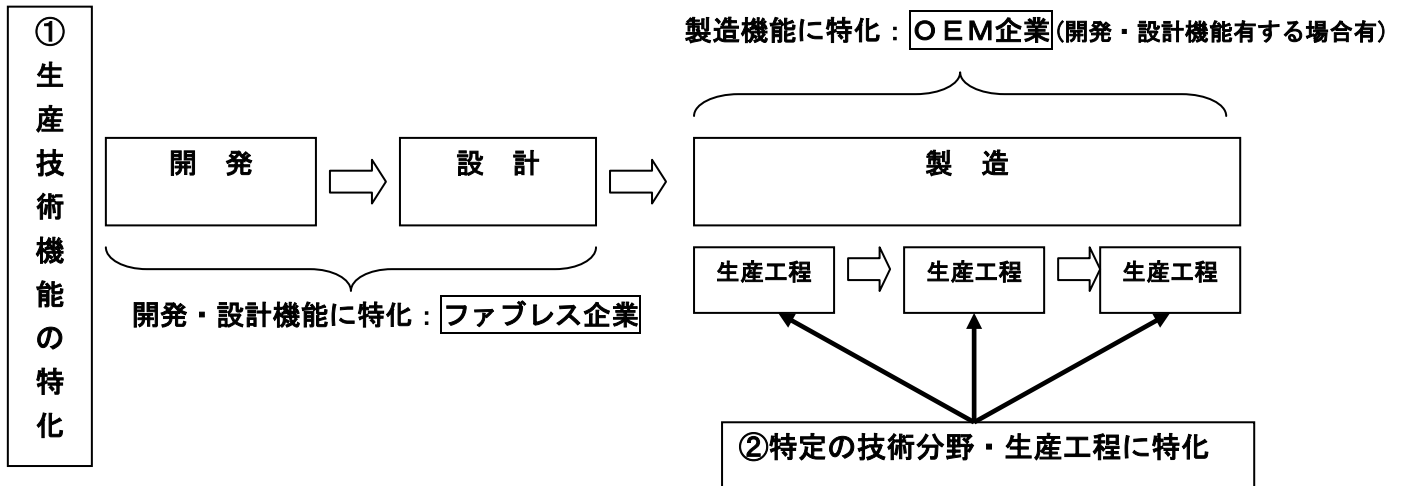 ①生産技術機能の特化
製造機能に特化：ＯＥＭ企業(開発・設計機能有する場合有)
開　発
設　計
製　造
生産工程
生産工程
生産工程
開発・設計機能に特化：ファブレス企業
②特定の技術分野・生産工程に特化